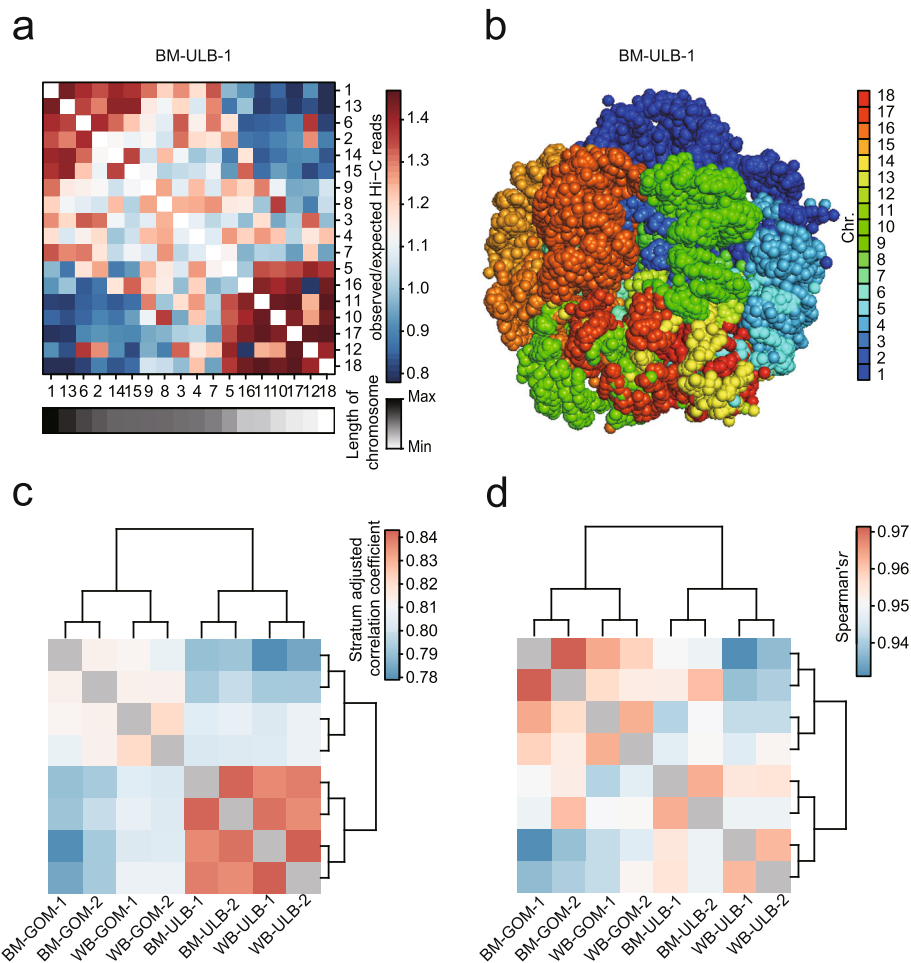 a
BM-ULB-1
1
13
6
2
14
15
9
8
3
4
7
5
16
11
10
17
12
18
1 13 6 2 14 15 9 8 3 4 7 5 16 11 10 17 12 18
observed/expected Hi−C reads
1.4
1.3
1.2
1.1
1.0
0.9
0.8
Length of
chromosome
Max
Min
b
BM-ULB-1
Chr.
18
17
16
15
14
13
12
11
10
9
8
7
6
5
4
3
2
1
c
Stratum adjusted
correlation coefficient
0.84
0.83
0.82
0.81
0.80
0.79
0.78
BM-GOM-1
BM-GOM-2
WB-GOM-1
WB-GOM-2
BM-ULB-1
BM-ULB-2
WB-ULB-1
WB-ULB-2
d
Spearman's r
0.97
0.96
0.95
0.94
BM-GOM-1
BM-GOM-2
WB-GOM-1
WB-GOM-2
BM-ULB-1
BM-ULB-2
WB-ULB-1
WB-ULB-2